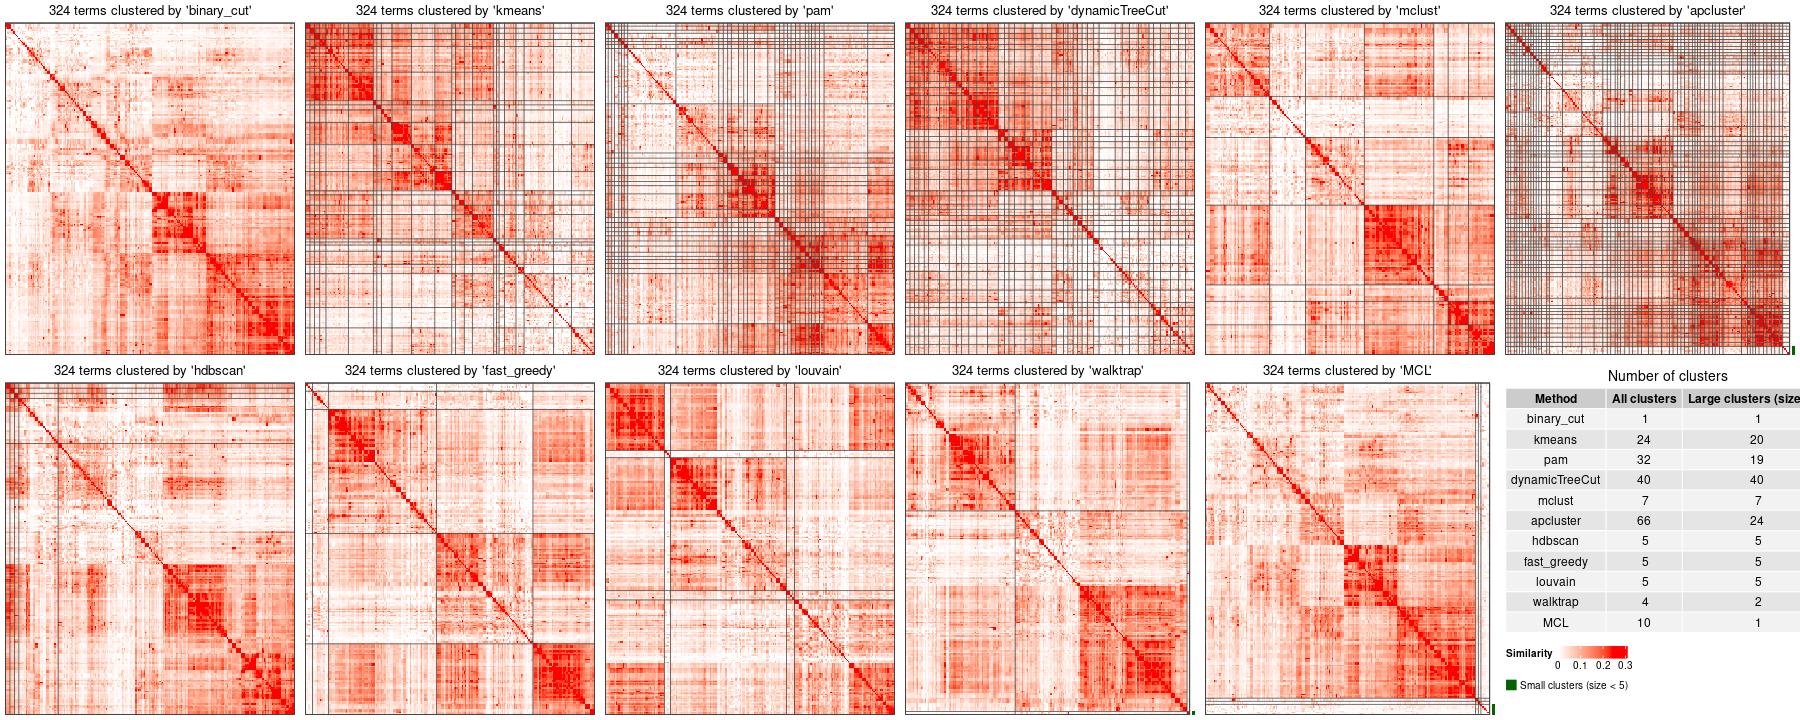 324 terms clustered by 'binary_cut'
324 terms clustered by 'kmeans'
324 terms clustered by 'pam'
324 terms clustered by 'dynamicTreeCut'
324 terms clustered by 'mclust'
324 terms clustered by 'apcluster'
324 terms clustered by 'hdbscan'
324 terms clustered by 'fast_greedy'
324 terms clustered by 'louvain'
324 terms clustered by 'walktrap'
324 terms clustered by 'MCL'
Number of clusters
Method All clusters Large clusters (size
binary_cut 1 1
kmeans 24 20
pam 32 19
dynamicTreeCut 40 40
mclust 7 7
apcluster 66 24
hdbscan 5 5
fast_greedy 5 5
louvain 5 5
walktrap 4 2
MCL 10 1
Similarity
0 0.1 0.2 0.3
Small clusters (size < 5)